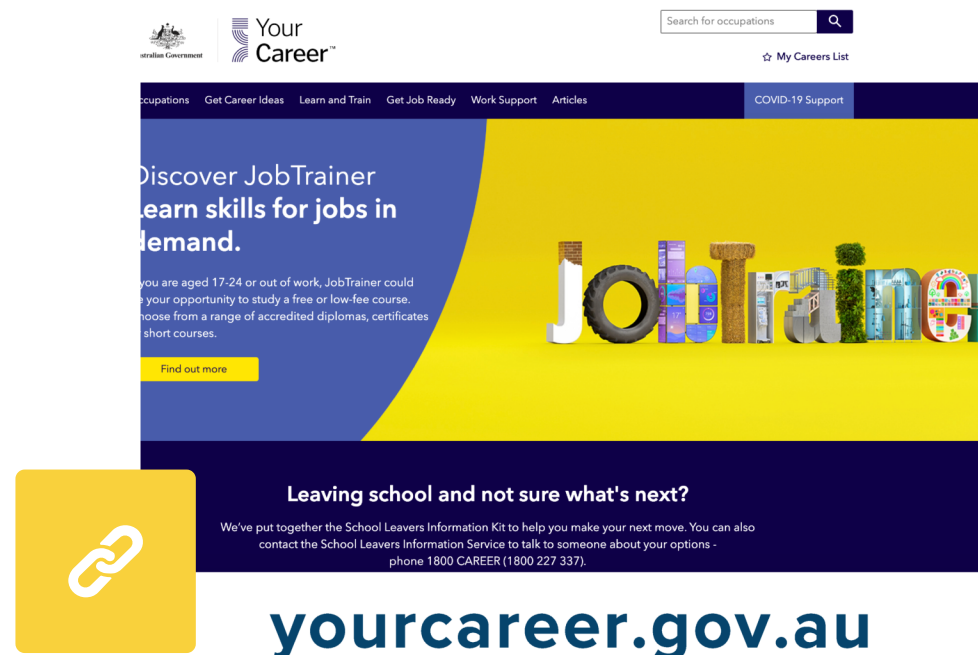 Your
Career™
stralian Government
Search for occupations
My Careers List
ccupations Get Career Ideas Learn and Train Get Job Ready Work Support Articles COVID-19 Support
Discover JobTrainer
Learn skills for jobs in
demand.
you are aged 17-24 or out of work, JobTrainer could
e your opportunity to study a free or low-fee course.
hoose from a range of accredited diplomas, certificates
short courses.
Find out more
JobTraine
Leaving school and not sure what's next?
We've put together the School Leavers Information Kit to help you make your next move. You can also
contact the School Leavers Information Service to talk to someone about your options -
phone 1800 CAREER (1800 227 337).
yourcareer.gov.au